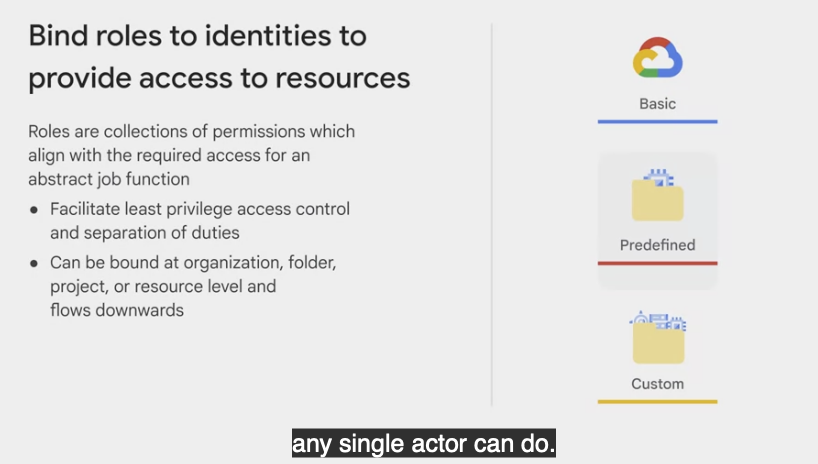 Bind roles to identities to
provide access to resources
Roles are collections of permissions which
align with the required access for an
abstract job function
● Facilitate least privilege access control
and separation of duties
● Can be bound at organization, folder,
project, or resource level and
flows downwards
Basic
Predefined
Custom
any single actor can do.